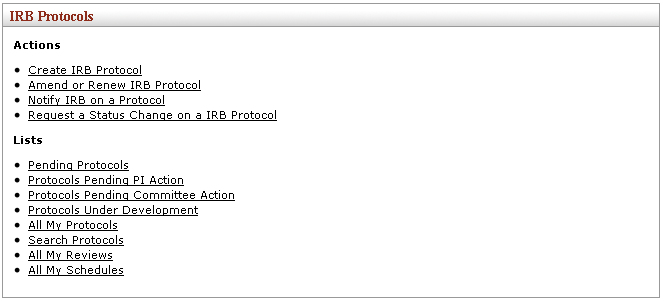 IRB Protocols
Actions
Create IRB Protocol
Amend or Renew IRB Protocol
Notify IRB on a Protocol
Request a Status Change on a IRB Protocol
Lists
Pending Protocols
Protocols Pending PI Action
Protocols Pending Committee Action
Protocols Under Development
All My Protocols
Search Protocols
All My Reviews
All My Schedules